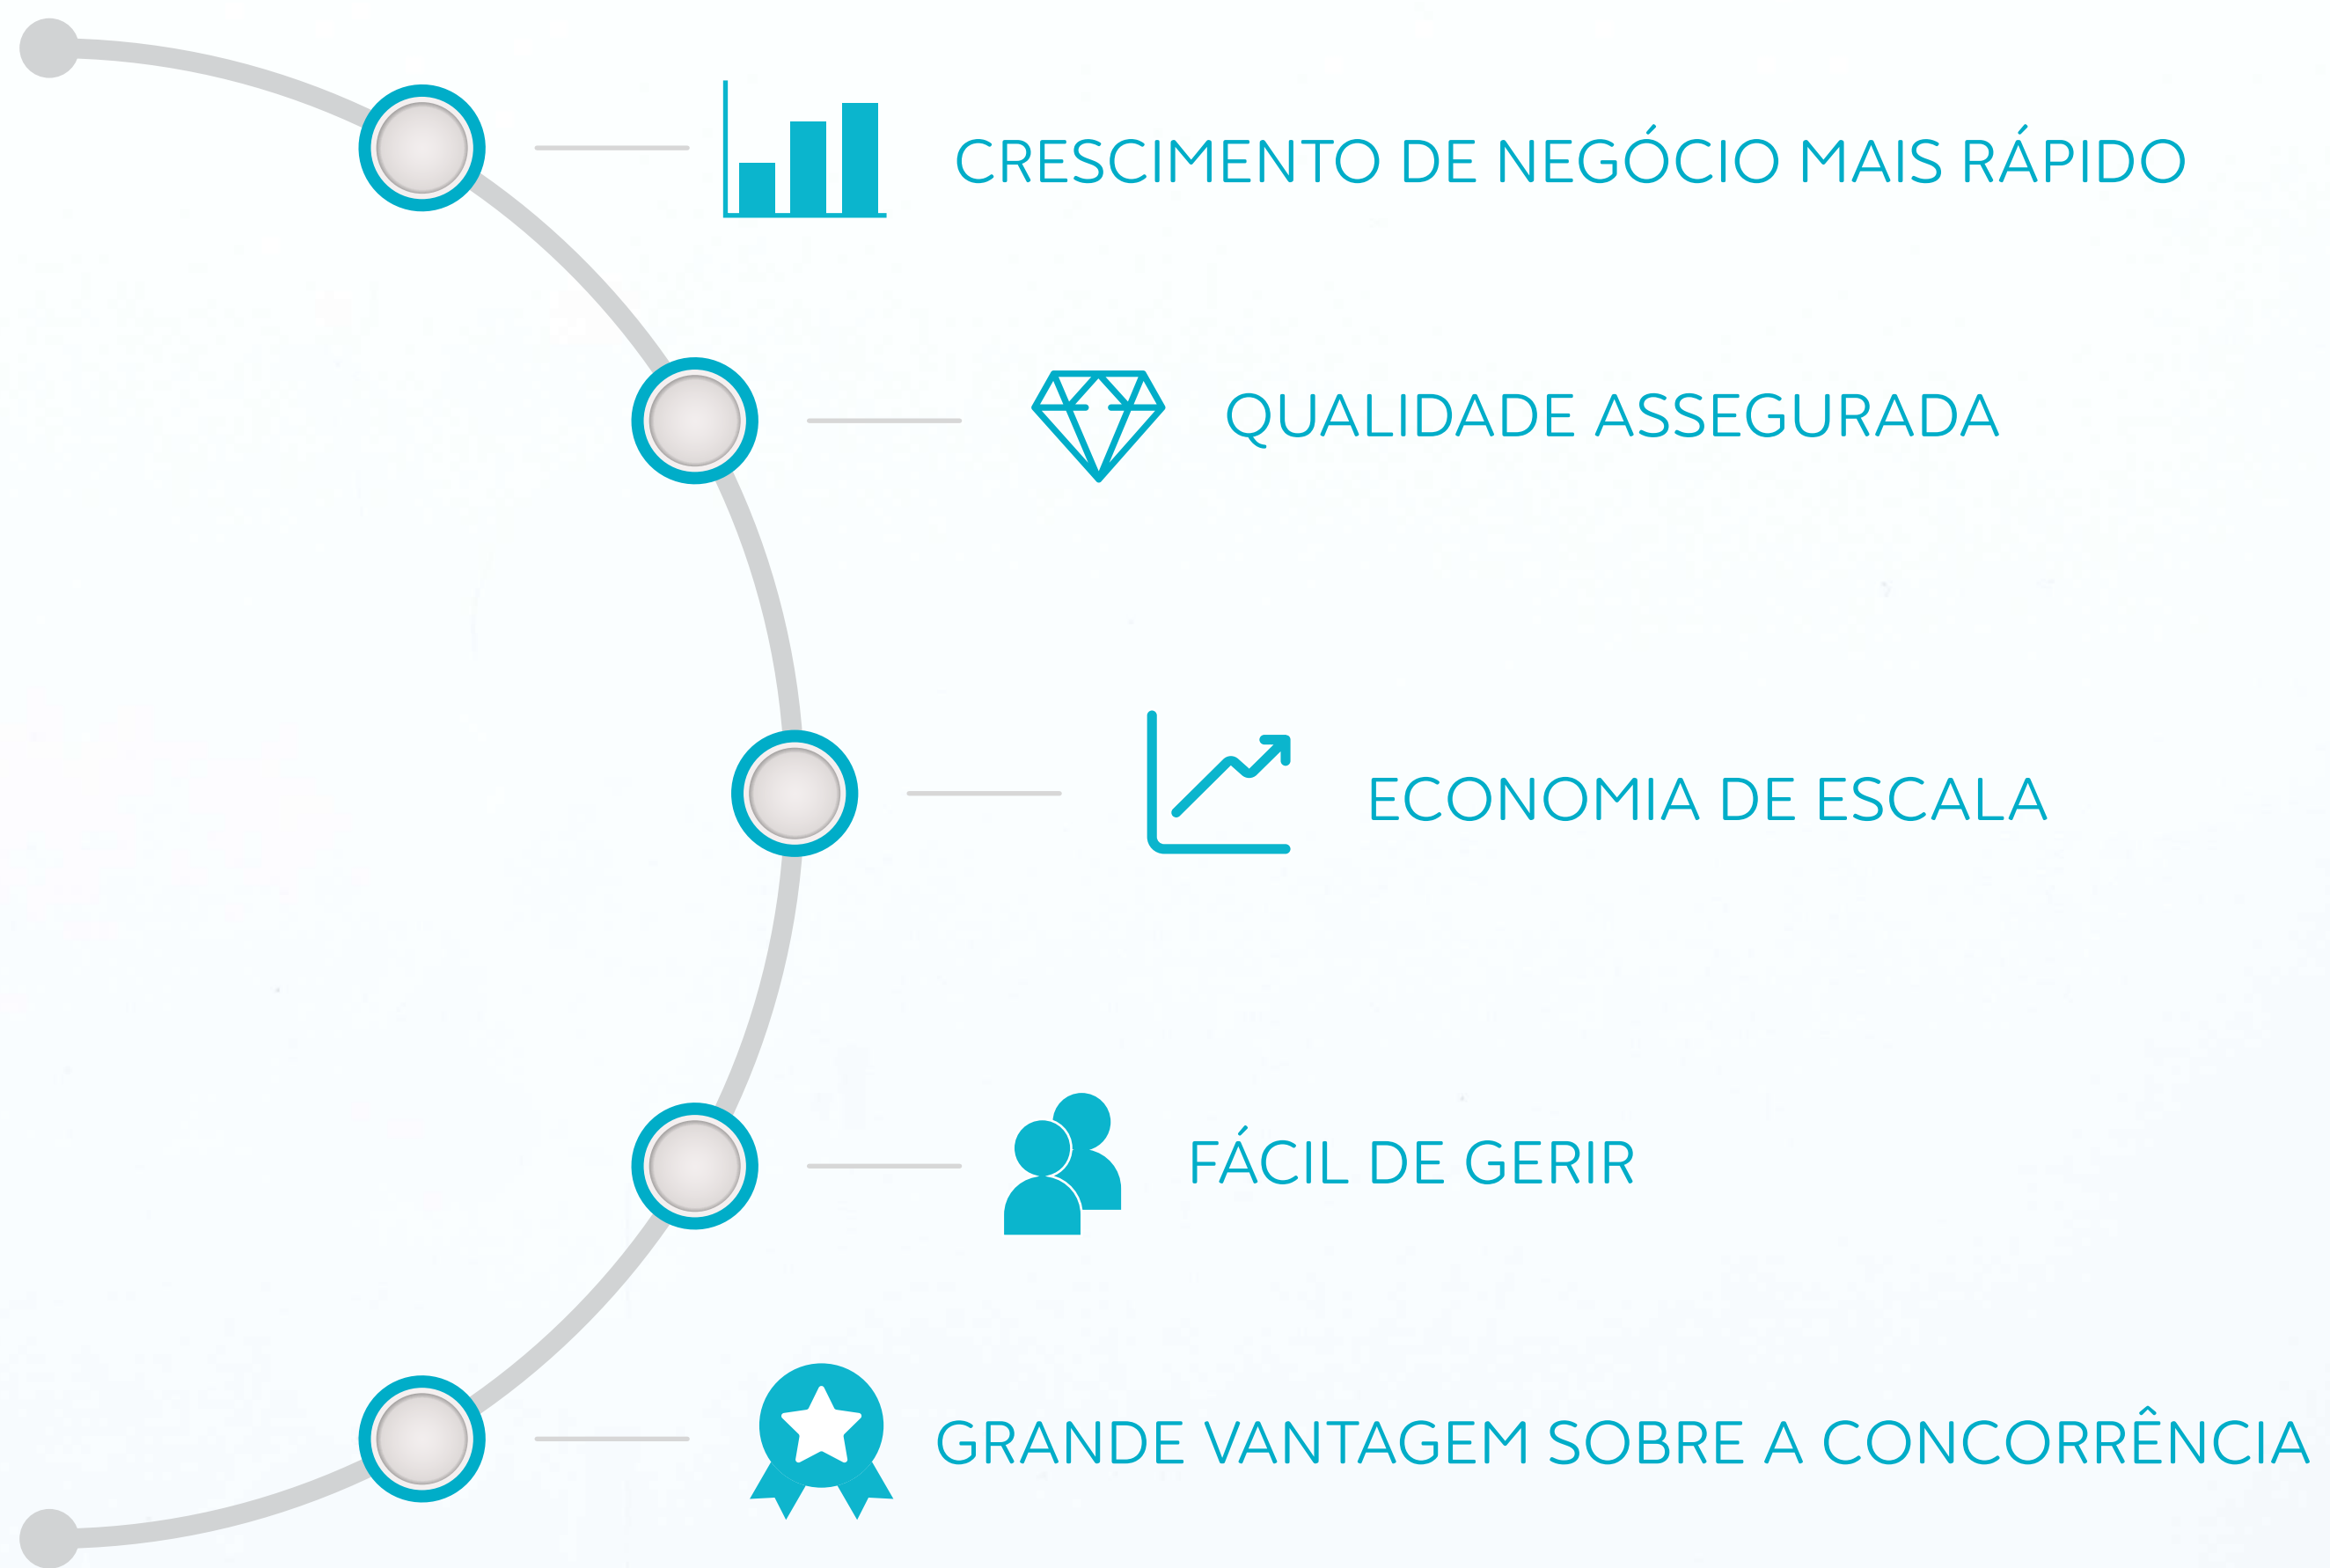 CRESCIMENTO DE NEGÓCIO MAIS RÁPIDO
QUALIDADE ASSEGURADA
ECONOMIA DE ESCALA
FÁCIL DE GERIR
GRANDE VANTAGEM SOBRE A CONCORRÊNCIA